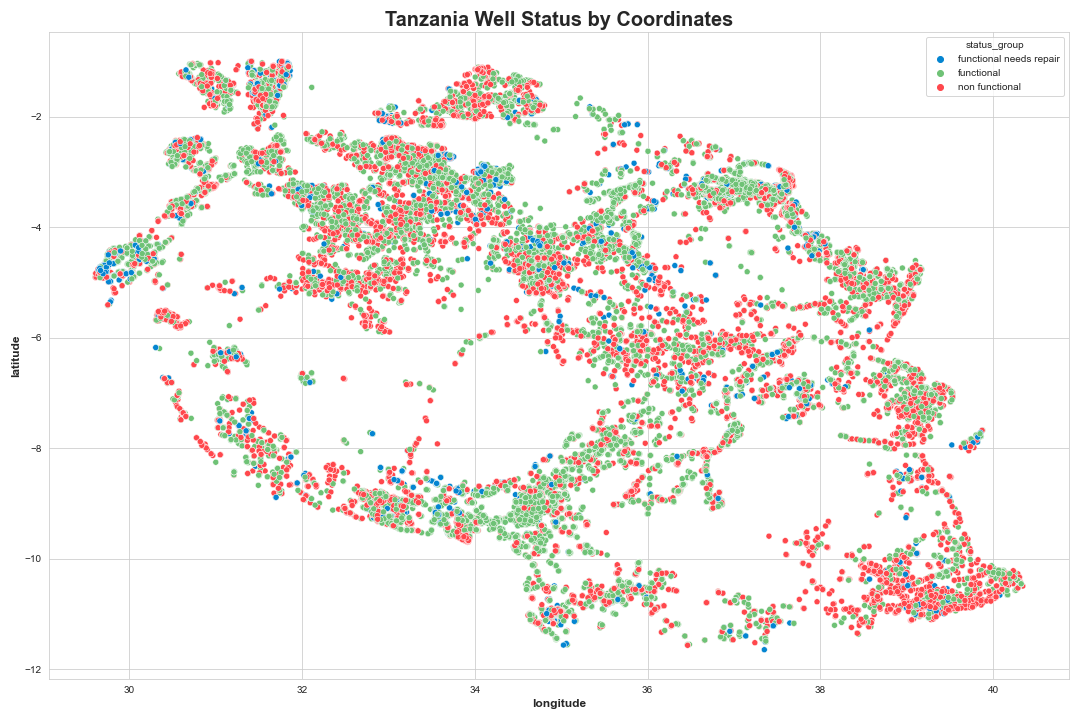 Tanzania Well Status by Coordinates
status_group
functional needs repair
functional
non functional
latitude
−2
−4
−6
−8
−10
−12
30
32
34
36
38
40
longitude